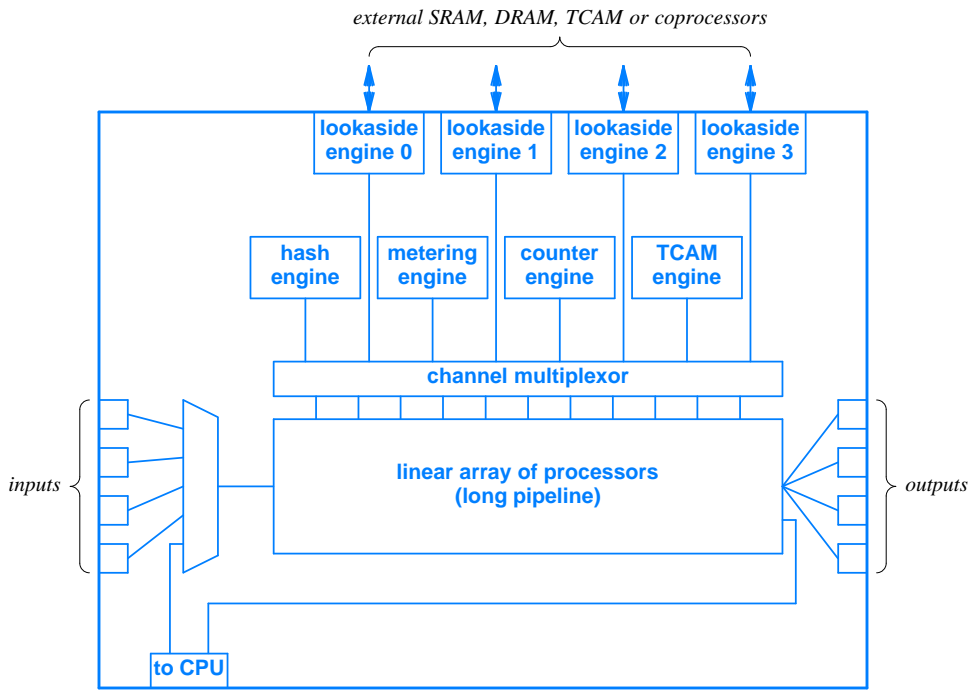 external SRAM, DRAM, TCAM or coprocessors
lookaside
engine 0
lookaside
engine 1
lookaside
engine 2
lookaside
engine 3
hash
engine
metering
engine
counter
engine
TCAM
engine
channel multiplexor
linear array of processors
(long pipeline)
inputs
outputs
to CPU